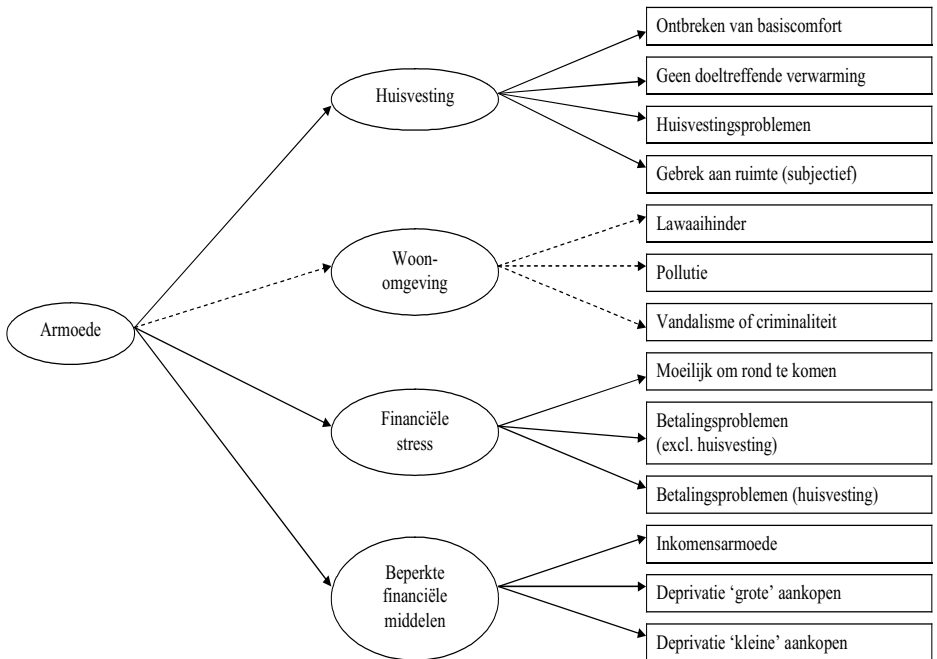 Armoede
Huisvesting
Woon-
omgeving
Financiële
stress
Beperkte
financiële
middelen
Ontbreken van basiscomfort
Geen doeltreffende verwarming
Huisvestingsproblemen
Gebrek aan ruimte (subjectief)
Lawaaihinder
Pollutie
Vandalisme of criminaliteit
Moeilijk om rond te komen
Betalingsproblemen
(excl. huisvesting)
Betalingsproblemen (huisvesting)
Inkomensarmoede
Deprivatie ‘grote’ aankopen
Deprivatie ‘kleine’ aankopen